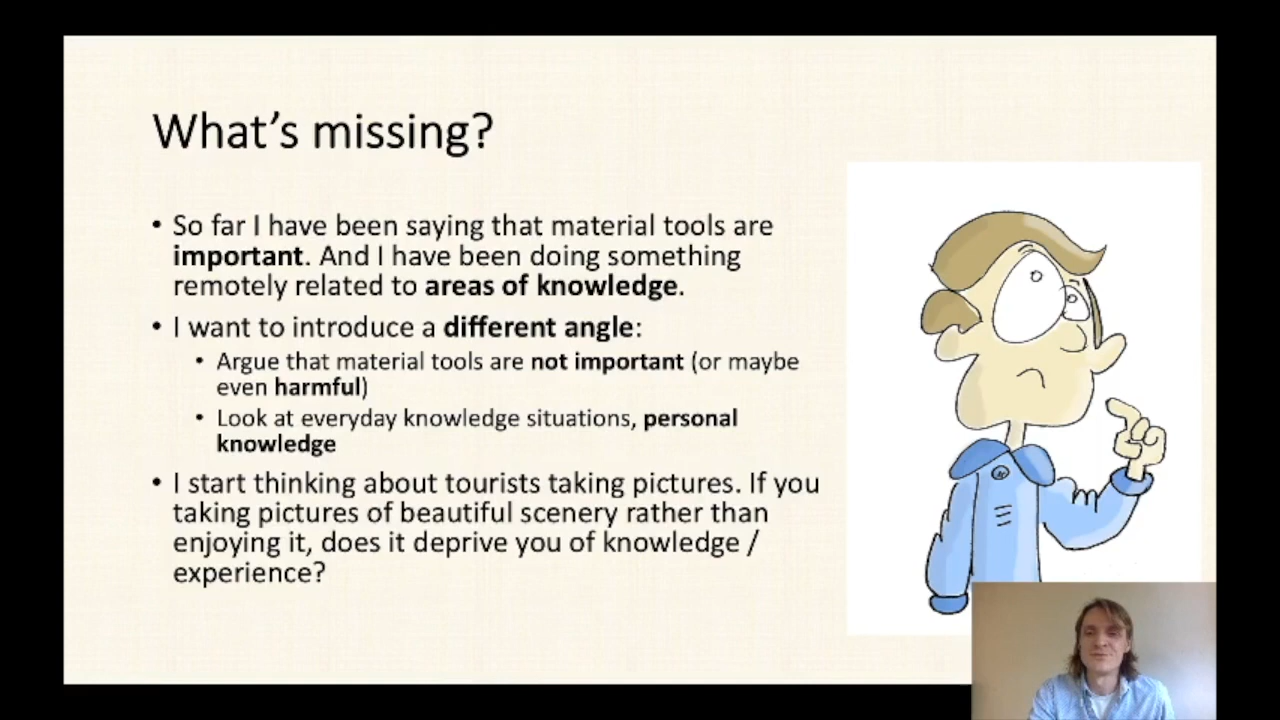 What's missing?
• So far I have been saying that material tools are
important. And I have been doing something
remotely related to areas of knowledge.
• I want to introduce a different angle:
• Argue that material tools are not important (or maybe
even harmful)
• Look at everyday knowledge situations, personal
knowledge
• I start thinking about tourists taking pictures. If you
taking pictures of beautiful scenery rather than
enjoying it, does it deprive you of knowledge /
experience?